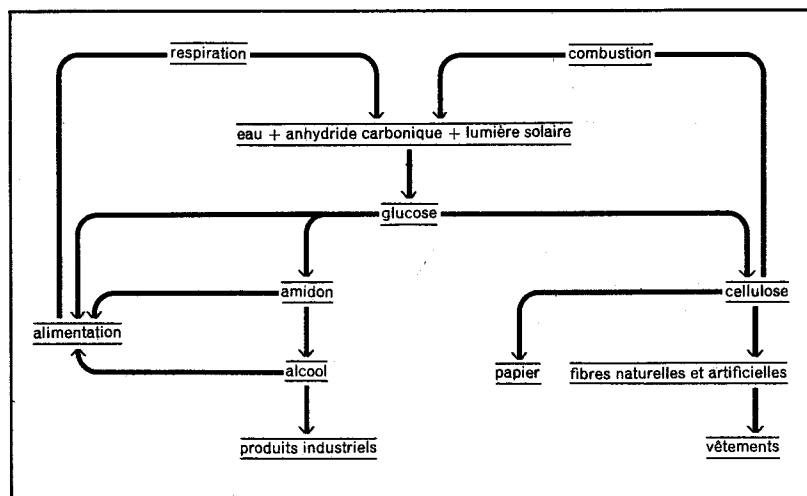 respiration
combustion
eau + anhydride carbonique + lumière solaire
glucose
amidon
cellulose
alimentation
alcool
papier
fibres naturelles et artificielles
produits industriels
vêtements